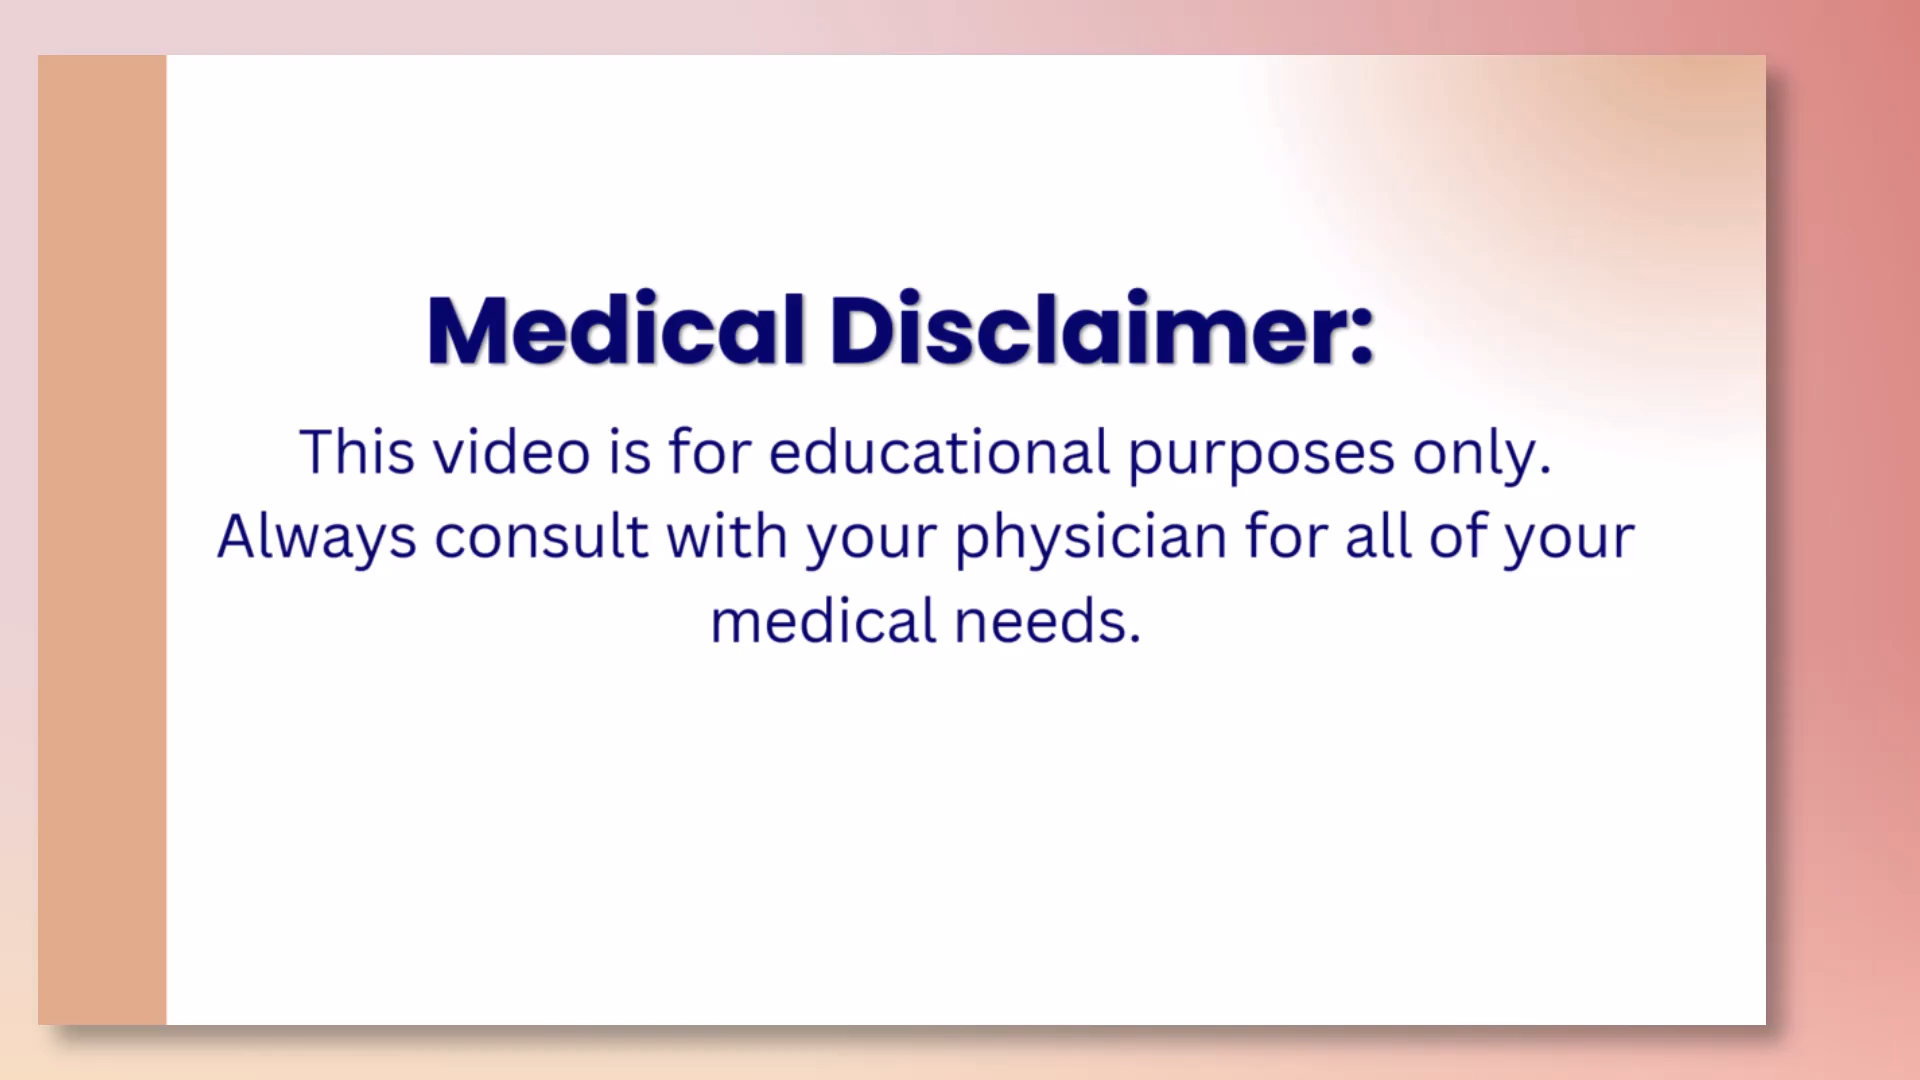 Medical Disclaimer:
This video is for educational purposes only.
Always consult with your physician for all of your
medical needs.